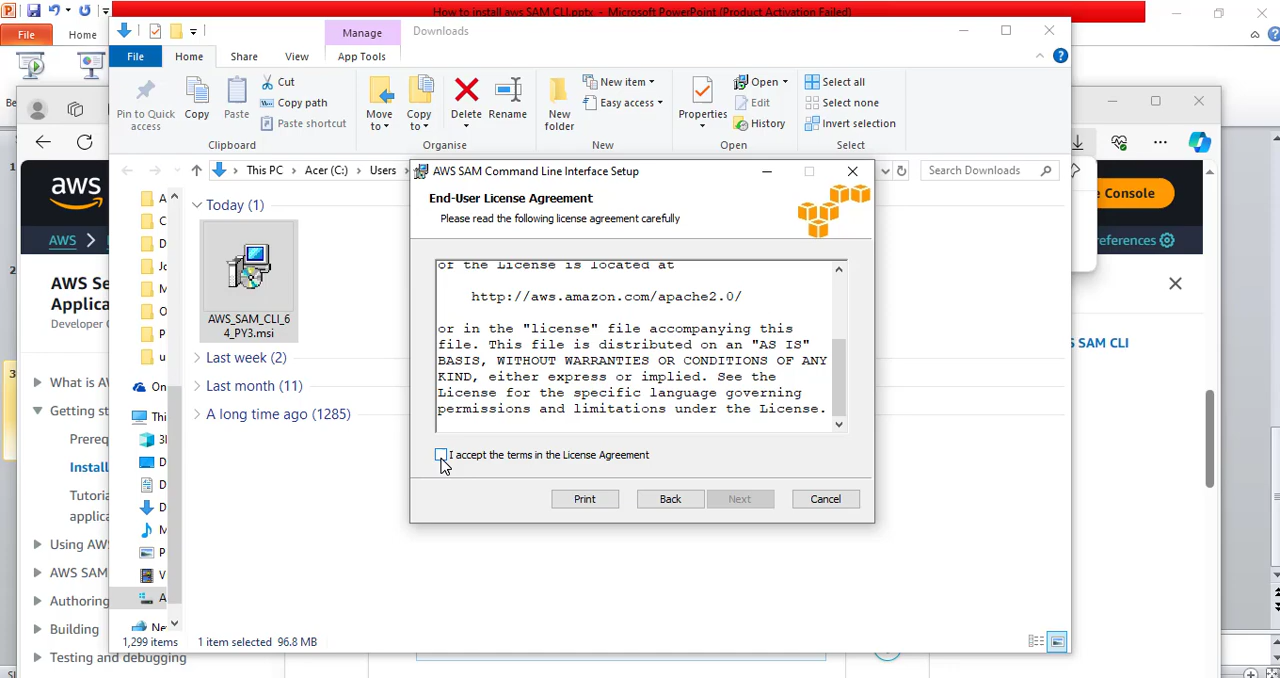 How to install aws SAM CLI.pptx - Microsoft PowerPoint (Product Activation Failed)
File
Home
Manage
Downloads
File
Home
Share
View
App Tools
Pin to Quick access
Copy
Paste
Cut
Copy path
Paste shortcut
Clipboard
Move to
Copy to
Delete
Rename
Organise
New folder
New item
Easy access
New
Properties
Open
Edit
History
Open
Select all
Select none
Invert selection
Select
This PC
Acer (C:)
Users
Search Downloads
Today (1)
AWS_SAM_CLI_6
4_PY3.msi
Last week (2)
Last month (11)
A long time ago (1285)
1,299 items
1 item selected 96.8 MB
AWS SAM Command Line Interface Setup
End-User License Agreement
Please read the following license agreement carefully
of the License is located at
http://aws.amazon.com/apache2.0/
or in the "license" file accompanying this
file. This file is distributed on an "AS IS"
BASIS, WITHOUT WARRANTIES OR CONDITIONS OF ANY
KIND, either express or implied. See the
License for the specific language governing
permissions and limitations under the License.
I accept the terms in the License Agreement
Print
Back
Next
Cancel
aws
AWS
AWS Se
Applica
Developer
What is A
Getting st
Prereq
Install
Tutoria
applica
Using AW
AWS SAM
Authoring
Building
Testing and debugging
Console
eferences
SAM CLI